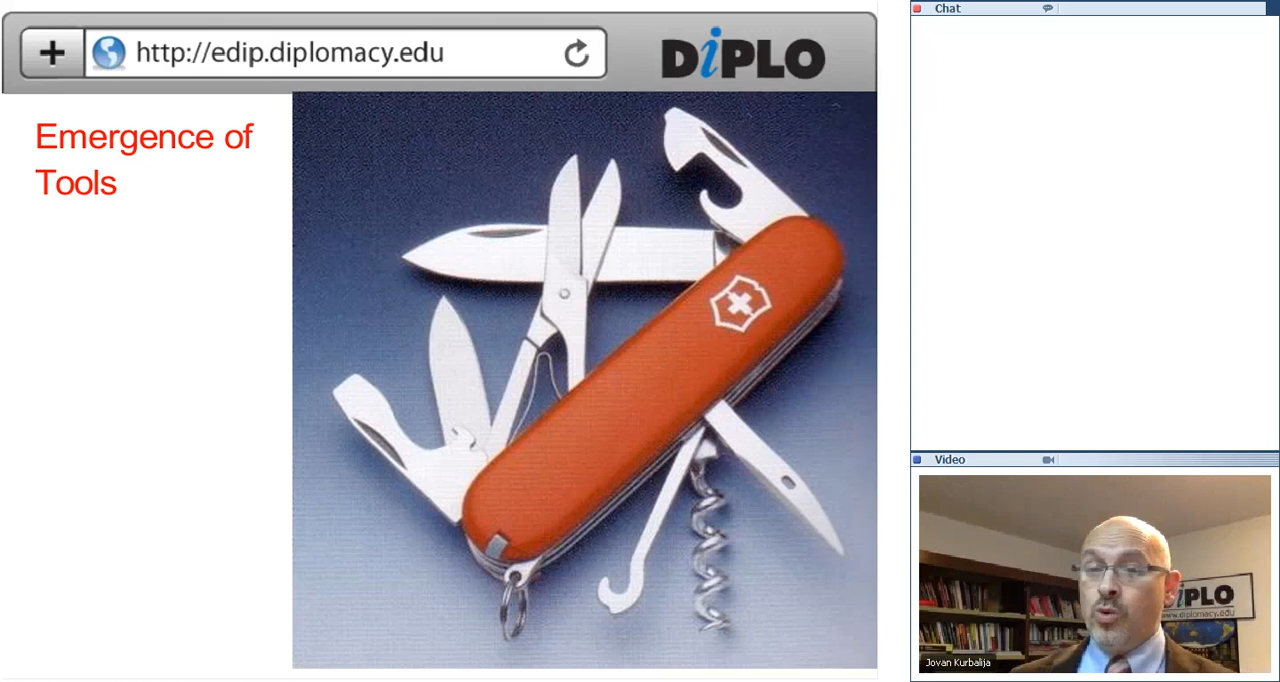 http://edip.diplomacy.edu
DiPLO
Emergence of
Tools
Chat
Video
DiPLO
www.diplomacy.edu
Jovan Kurbalija